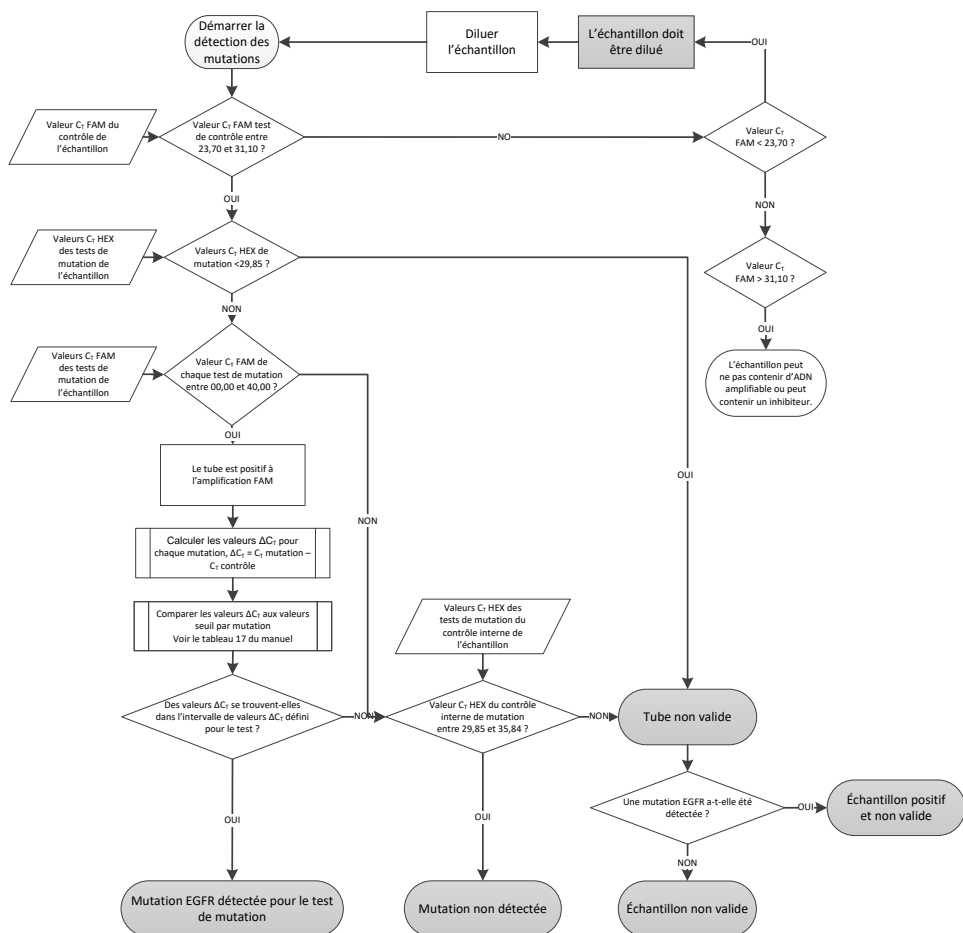 Démarrer la
détection des
mutations
Diluer
l’échantillon
L’échantillon doit
être dilué
OUI
Valeur Cₜ FAM du
contrôle de
l’échantillon
Valeur Cₜ FAM test
de contrôle entre
23,70 et 31,10 ?
NO
Valeur Cₜ
FAM < 23,70 ?
OUI
NON
Valeurs Cₜ HEX
des tests de
mutation de
l’échantillon
Valeurs Cₜ HEX de
mutation <29,85 ?
Valeur Cₜ
FAM > 31,10 ?
NON
OUI
Valeurs Cₜ FAM
des tests de
mutation de
l’échantillon
Valeur Cₜ FAM de
chaque test de mutation
entre 00,00 et 40,00 ?
L’échantillon peut
ne pas contenir d’ADN
amplifiable ou peut
contenir un inhibiteur.
OUI
Le tube est positif à
l’amplification FAM
OUI
NON
Calculer les valeurs ΔCₜ pour
chaque mutation, ΔCₜ = Cₜ mutation –
Cₜ contrôle
Comparer les valeurs ΔCₜ aux valeurs
seuil par mutation
Voir le tableau 17 du manuel
Valeurs Cₜ HEX des
tests de mutation du
contrôle interne de
l’échantillon
Des valeurs ΔCₜ se trouvent-elles
dans l’intervalle de valeurs ΔCₜ défini
pour le test ?
NON
Valeur Cₜ HEX du contrôle
interne de mutation
entre 29,85 et 35,84 ?
NON
Tube non valide
Une mutation EGFR a-t-elle été
détectée ?
OUI
Échantillon positif
et non valide
OUI
OUI
NON
Mutation EGFR détectée pour le test
de mutation
Mutation non détectée
Échantillon non valide